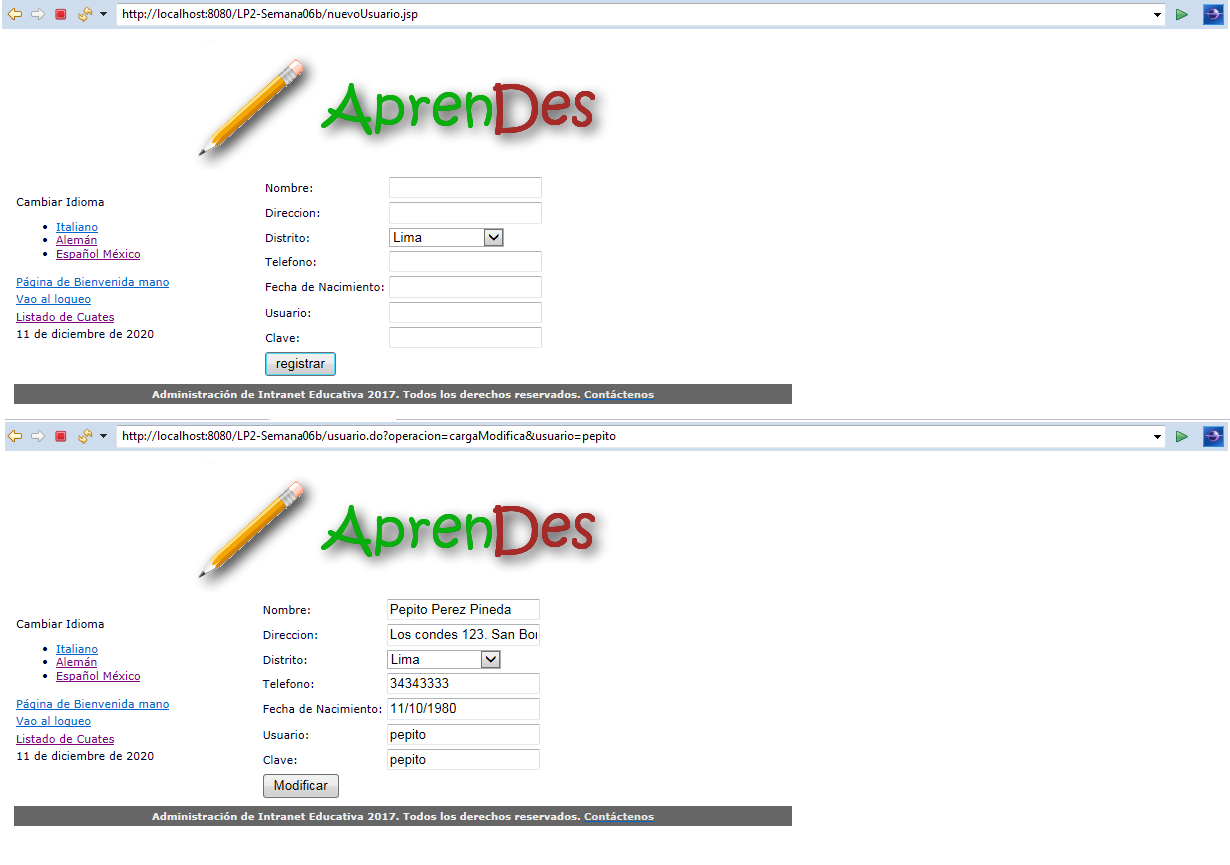 http://localhost:8080/LP2-Semana06b/nuevoUsuario.jsp
AprenDes
Cambiar Idioma
Italiano
Alemán
Español México
Página de Bienvenida mano
Vao al loqueo
Listado de Cuates
11 de diciembre de 2020
Nombre:
Direccion:
Distrito: Lima
Telefono:
Fecha de Nacimiento:
Usuario:
Clave:
registrar
Administración de Intranet Educativa 2017. Todos los derechos reservados. Contáctenos
http://localhost:8080/LP2-Semana06b/usuario.do?operacion=cargaModifica&usuario=pepito
AprenDes
Cambiar Idioma
Italiano
Alemán
Español México
Página de Bienvenida mano
Vao al loqueo
Listado de Cuates
11 de diciembre de 2020
Nombre: Pepito Perez Pineda
Direccion: Los condes 123. San Bor
Distrito: Lima
Telefono: 34343333
Fecha de Nacimiento: 11/10/1980
Usuario: pepito
Clave: pepito
Modificar
Administración de Intranet Educativa 2017. Todos los derechos reservados. Contáctenos